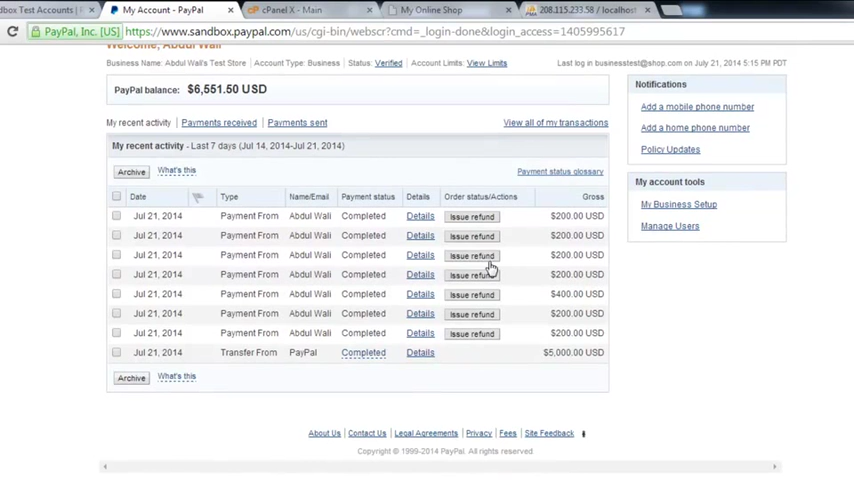 dbox Test Accounts |
My Account - PayPal
cPanel X - Main
My Online Shop
208.115.233.58 / localhost
PayPal, Inc. [US]
https://www.sandbox.paypal.com/us/cgi-bin/webscr?cmd=_login-done&login_access=1405995617
Welcome, Abdul Wali
Business Name: Abdul Wali's Test Store Account Type: Business Status: Verified Account Limits: View Limits
Last log in businesstest@shop.com on July 21, 2014 5:15 PM PDT
PayPal balance: $6,551.50 USD
My recent activity | Payments received | Payments sent
View all of my transactions
My recent activity - Last 7 days (Jul 14, 2014-Jul 21, 2014)
Archive What's this
Payment status glossary
Date Type Name/Email Payment status Details Order status/Actions Gross
Jul 21, 2014 Payment From Abdul Wali Completed Details Issue refund $200.00 USD
Jul 21, 2014 Payment From Abdul Wali Completed Details Issue refund $200.00 USD
Jul 21, 2014 Payment From Abdul Wali Completed Details Issue refund $200.00 USD
Jul 21, 2014 Payment From Abdul Wali Completed Details Issue refund $200.00 USD
Jul 21, 2014 Payment From Abdul Wali Completed Details Issue refund $400.00 USD
Jul 21, 2014 Payment From Abdul Wali Completed Details Issue refund $200.00 USD
Jul 21, 2014 Payment From Abdul Wali Completed Details Issue refund $200.00 USD
Jul 21, 2014 Transfer From PayPal Completed Details $5,000.00 USD
Archive What's this
Notifications
Add a mobile phone number
Add a home phone number
Policy Updates
My account tools
My Business Setup
Manage Users
About Us | Contact Us | Legal Agreements | Privacy | Fees | Site Feedback
Copyright © 1999-2014 PayPal. All rights reserved